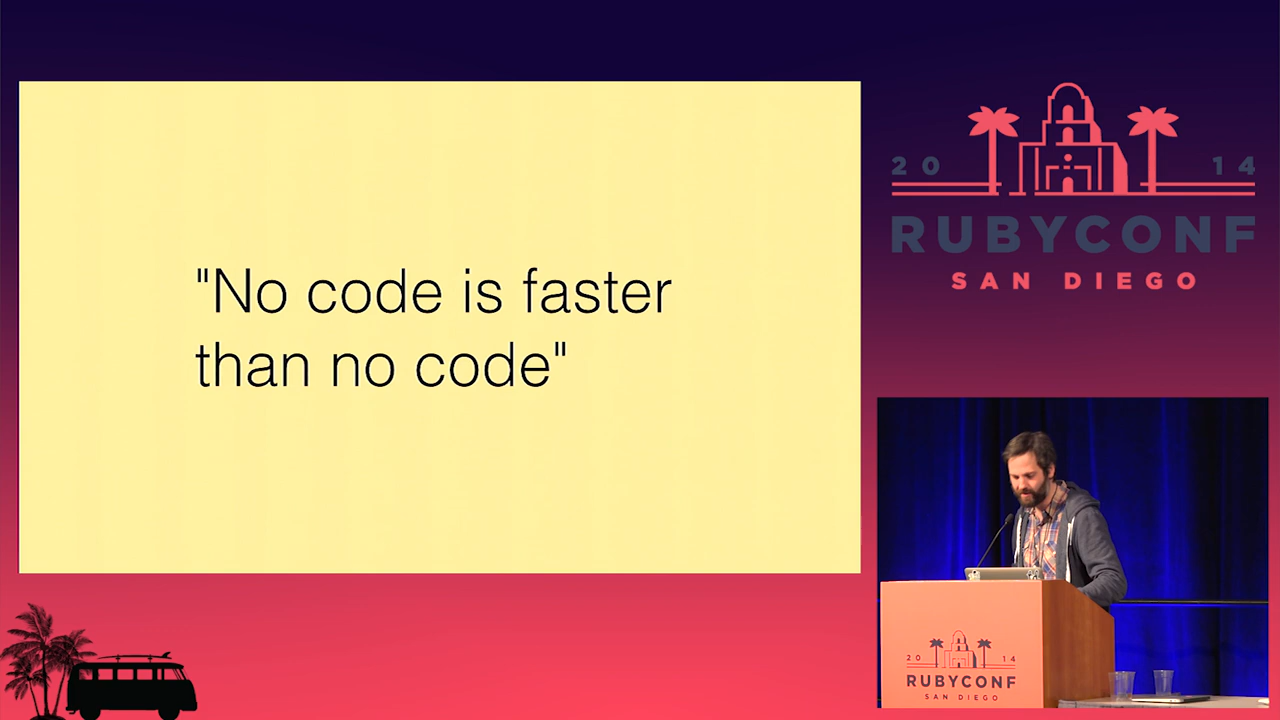 "No code is faster
than no code"
20 14
RUBYCONF
SAN DIEGO
20 14
RUBYCONF
SAN DIEGO